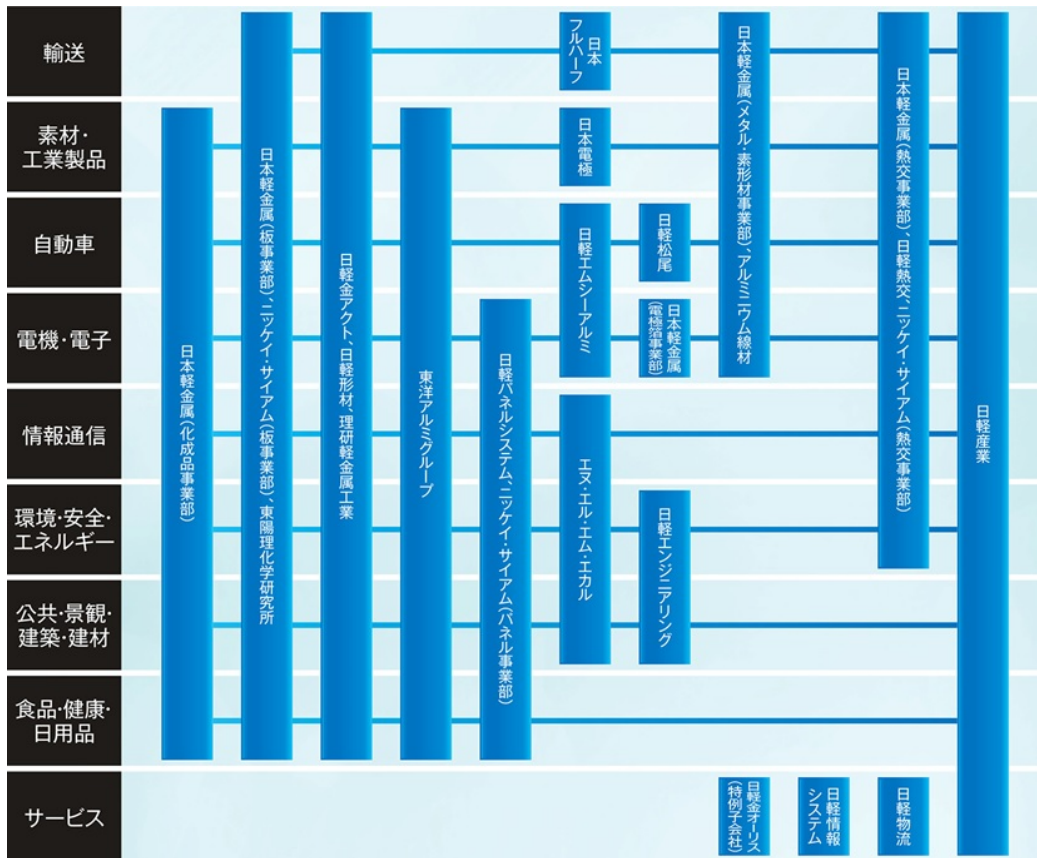 輸送
素材・
工業製品
自動車
電機・電子
情報通信
環境・安全・
エネルギー
公共・景観・
建築・建材
食品・健康・
日用品
サービス
日本軽金属(化成品事業部)
日本軽金属(板事業部)、ニッケイ・サイアム(板事業部)、東陽理化学研究所
日軽金アクト、日軽形材、理研軽金属工業
東洋アルミグループ
日軽パネルシステム、ニッケイ・サイアム(パネル事業部)
日本
フルハーフ
日本電極
日軽エムシーアルミ
エヌ・エル・エム・エカル
日軽松尾
日本軽金属
(電極箔事業部)
日軽エンジニアリング
日本軽金属(メタル・素形材事業部)、アルミニウム線材
日軽金オーリス
(特例子会社)
日軽情報
システム
日本軽金属(熱交事業部)、日軽熱交、ニッケイ・サイアム(熱交事業部)
日軽物流
日軽産業